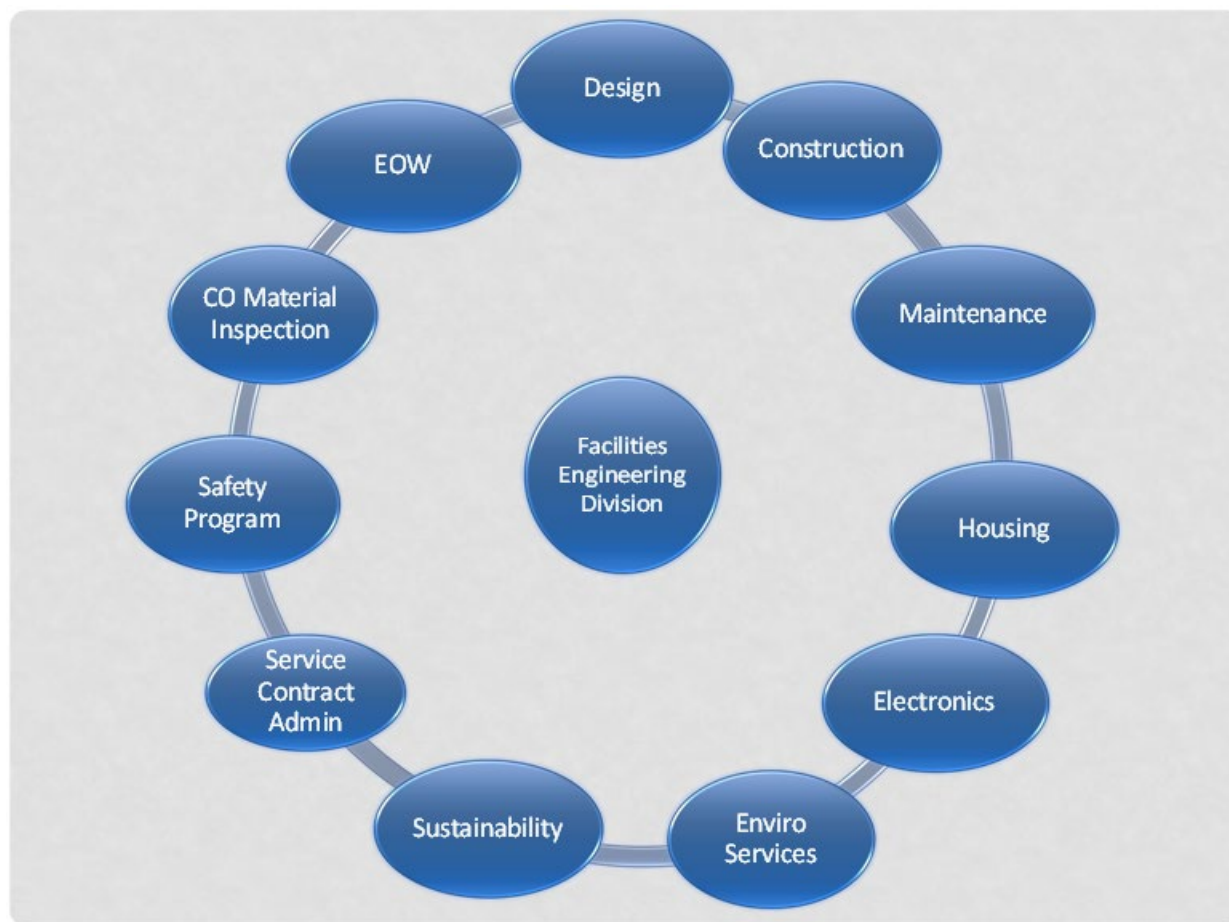 Design
Construction
EOW
Maintenance
CO Material
Inspection
Facilities
Engineering
Division
Safety
Program
Housing
Service
Contract
Admin
Electronics
Sustainability
Enviro
Services